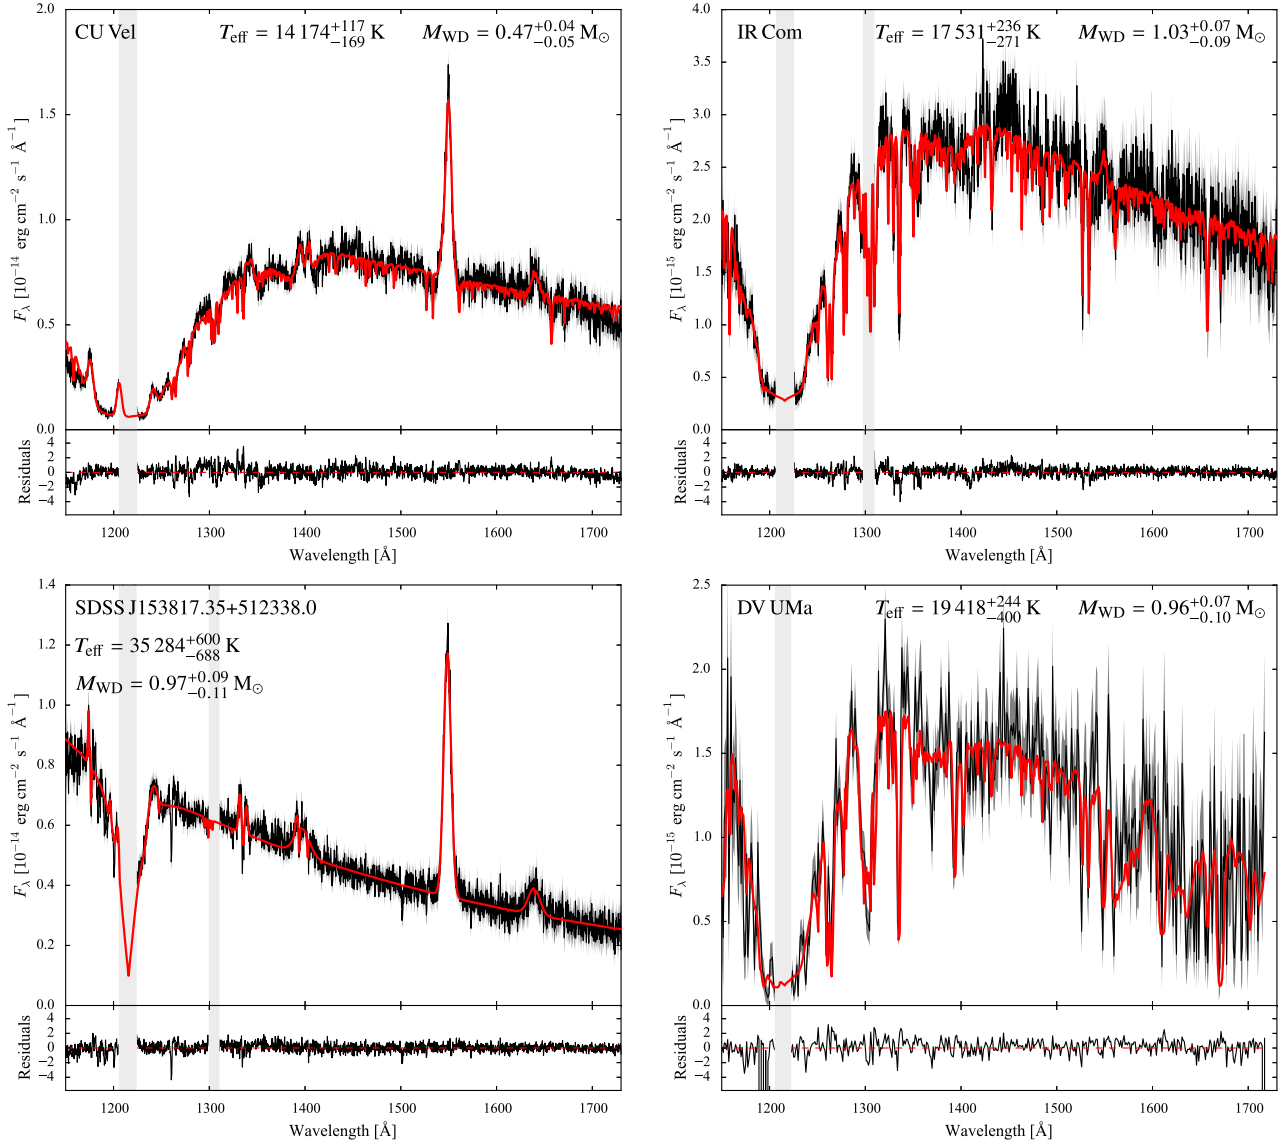 CU Vel
T_eff = 14 174 +117 −169 K
M_WD = 0.47 +0.04 −0.05 M⊙
2.0
1.5
1.0
0.5
0.0
F_λ [10^−14 erg cm^−2 s^−1 Å^−1]
4
2
0
−2
−4
Residuals
1200 1300 1400 1500 1600 1700
Wavelength [Å]
IR Com
T_eff = 17 531 +236 −271 K
M_WD = 1.03 +0.07 −0.09 M⊙
4.0
3.5
3.0
2.5
2.0
1.5
1.0
0.5
0.0
F_λ [10^−15 erg cm^−2 s^−1 Å^−1]
4
2
0
−2
−4
Residuals
1200 1300 1400 1500 1600 1700
Wavelength [Å]
SDSS J153817.35+512338.0
T_eff = 35 284 +600 −688 K
M_WD = 0.97 +0.09 −0.11 M⊙
1.4
1.2
1.0
0.8
0.6
0.4
0.2
0.0
F_λ [10^−14 erg cm^−2 s^−1 Å^−1]
4
2
0
−2
−4
Residuals
1200 1300 1400 1500 1600 1700
Wavelength [Å]
DV UMa
T_eff = 19 418 +244 −400 K
M_WD = 0.96 +0.07 −0.10 M⊙
2.5
2.0
1.5
1.0
0.5
0.0
F_λ [10^−15 erg cm^−2 s^−1 Å^−1]
4
2
0
−2
−4
Residuals
1200 1300 1400 1500 1600 1700
Wavelength [Å]